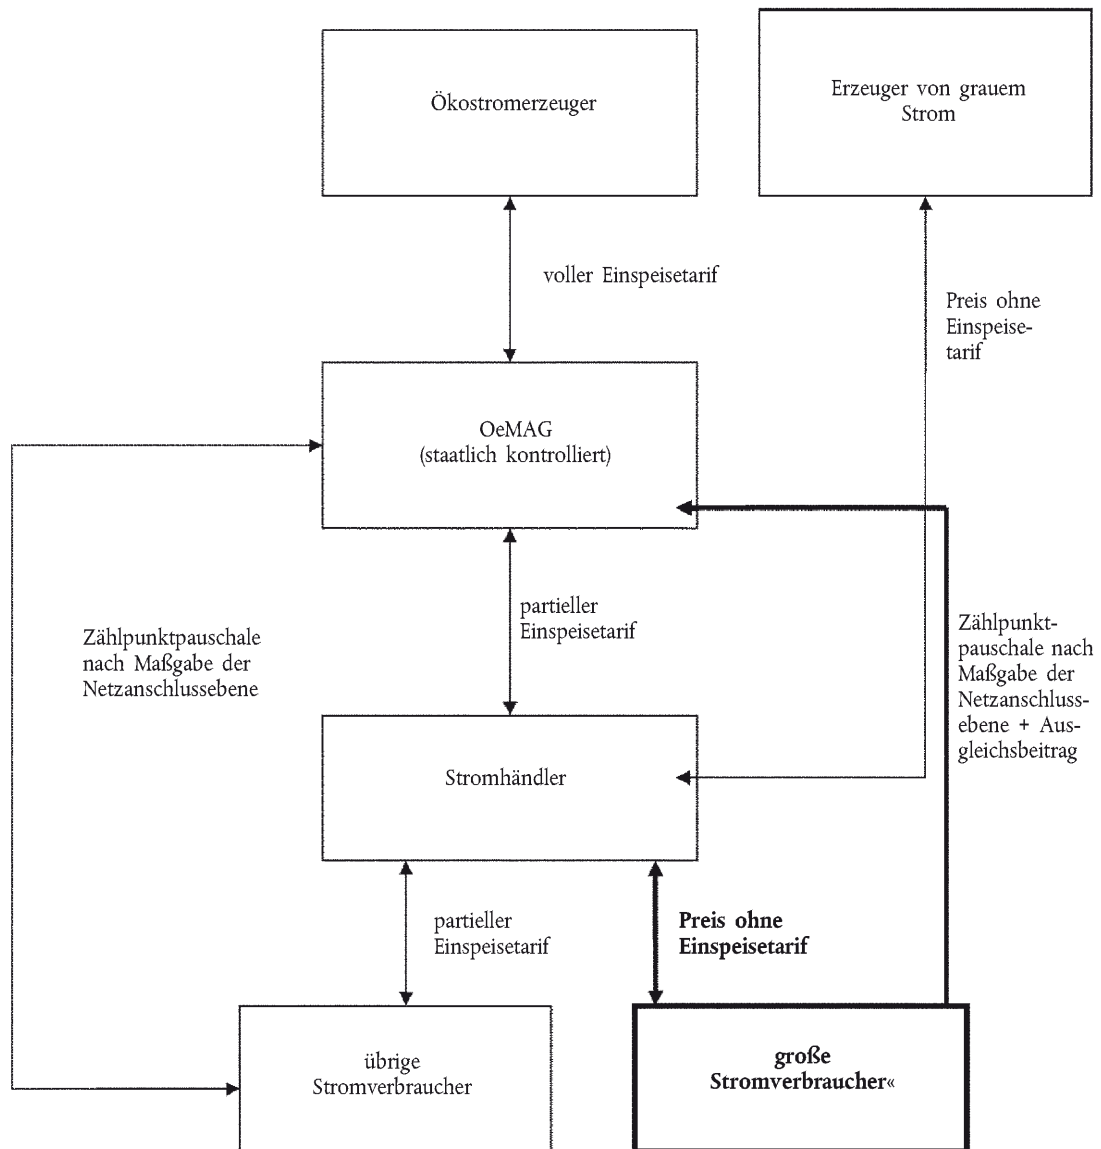 Ökostromerzeuger
Erzeuger von grauem
Strom
voller Einspeisetarif
Preis ohne
Einspeise-
tarif
OeMAG
(staatlich kontrolliert)
partieller
Einspeisetarif
Zählpunktpauschale
nach Maßgabe der
Netzanschlussebene
Zählpunkt-
pauschale nach
Maßgabe der
Netzanschluss-
ebene + Aus-
gleichsbeitrag
Stromhändler
partieller
Einspeisetarif
Preis ohne
Einspeisetarif
übrige
Stromverbraucher
große
Stromverbraucher«